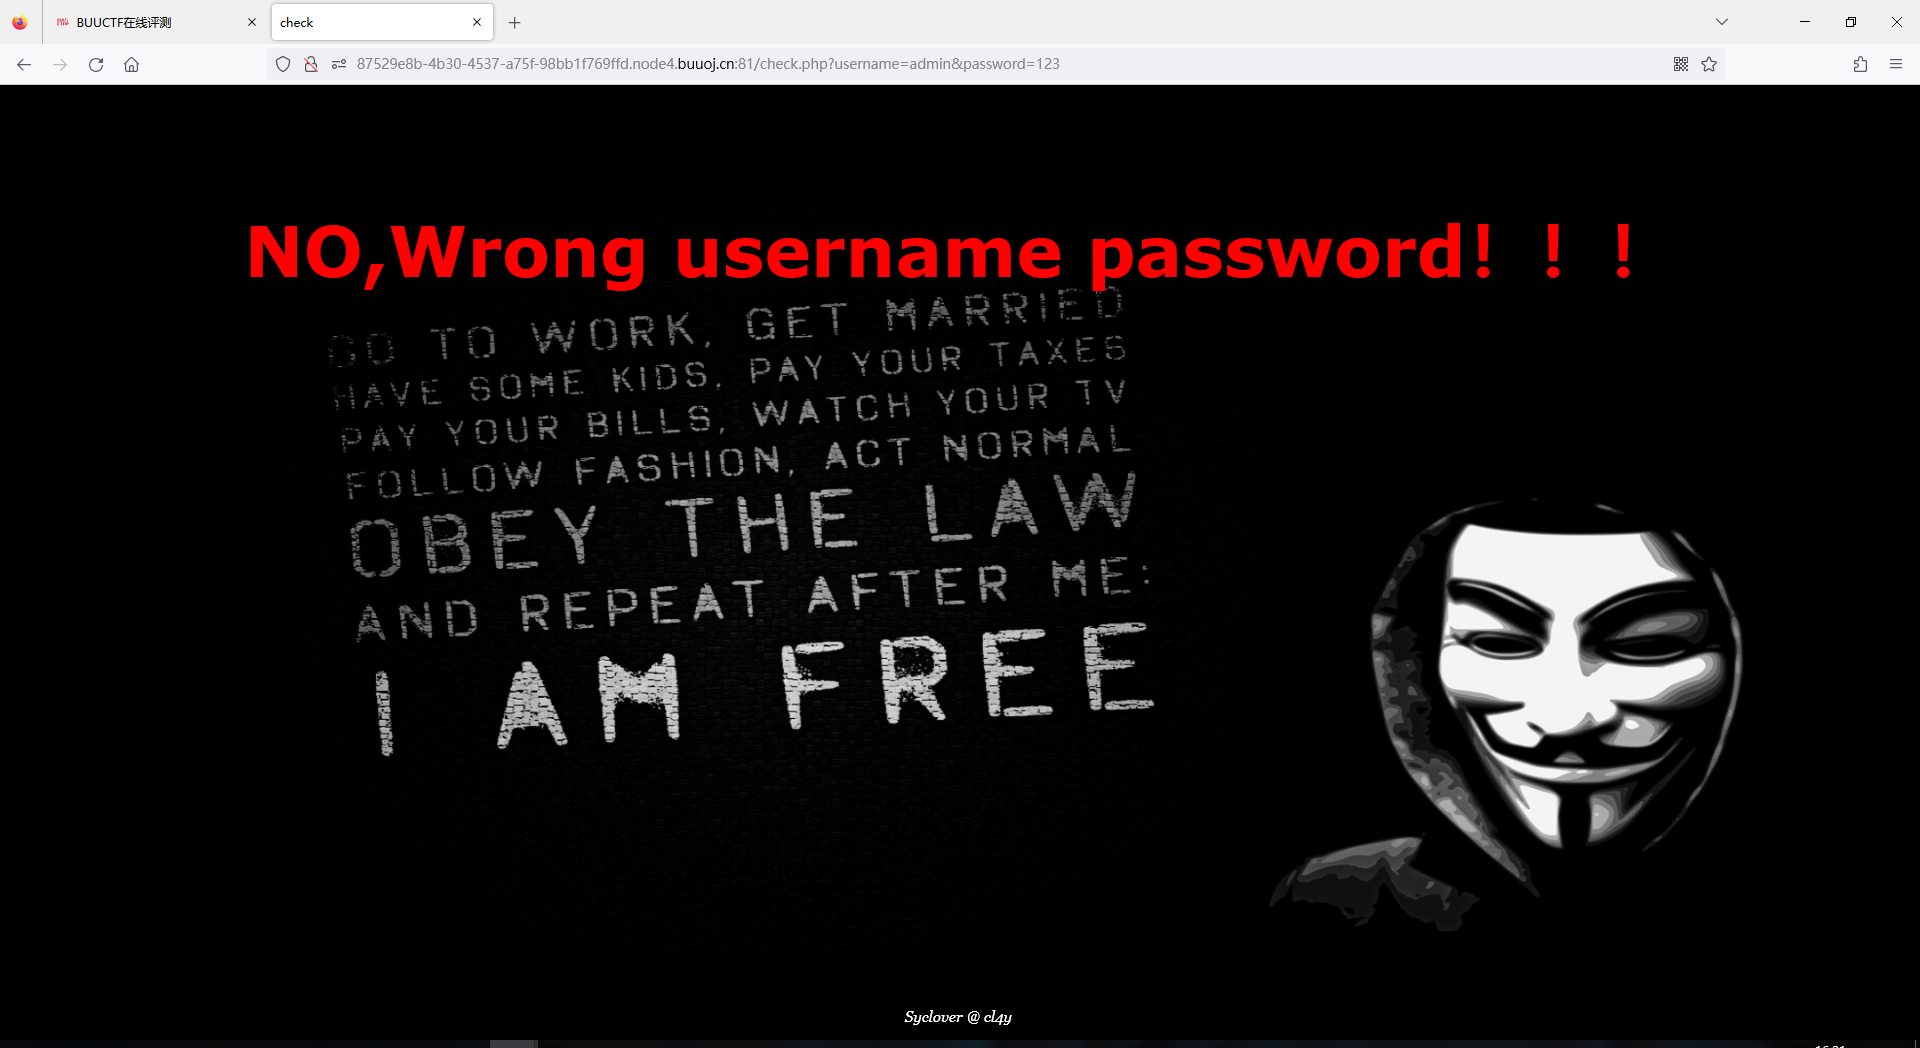 BUUCTF在线评测
check
87529e8b-4b30-4537-a75f-98bb1f769ffd.node4.buuoj.cn:81/check.php?username=admin&password=123
NO,Wrong username password！！！
GO TO WORK, GET MARRIED
HAVE SOME KIDS, PAY YOUR TAXES
PAY YOUR BILLS, WATCH YOUR TV
FOLLOW FASHION, ACT NORMAL
OBEY THE LAW
AND REPEAT AFTER ME:
I AM FREE
Syclover @ cl4y